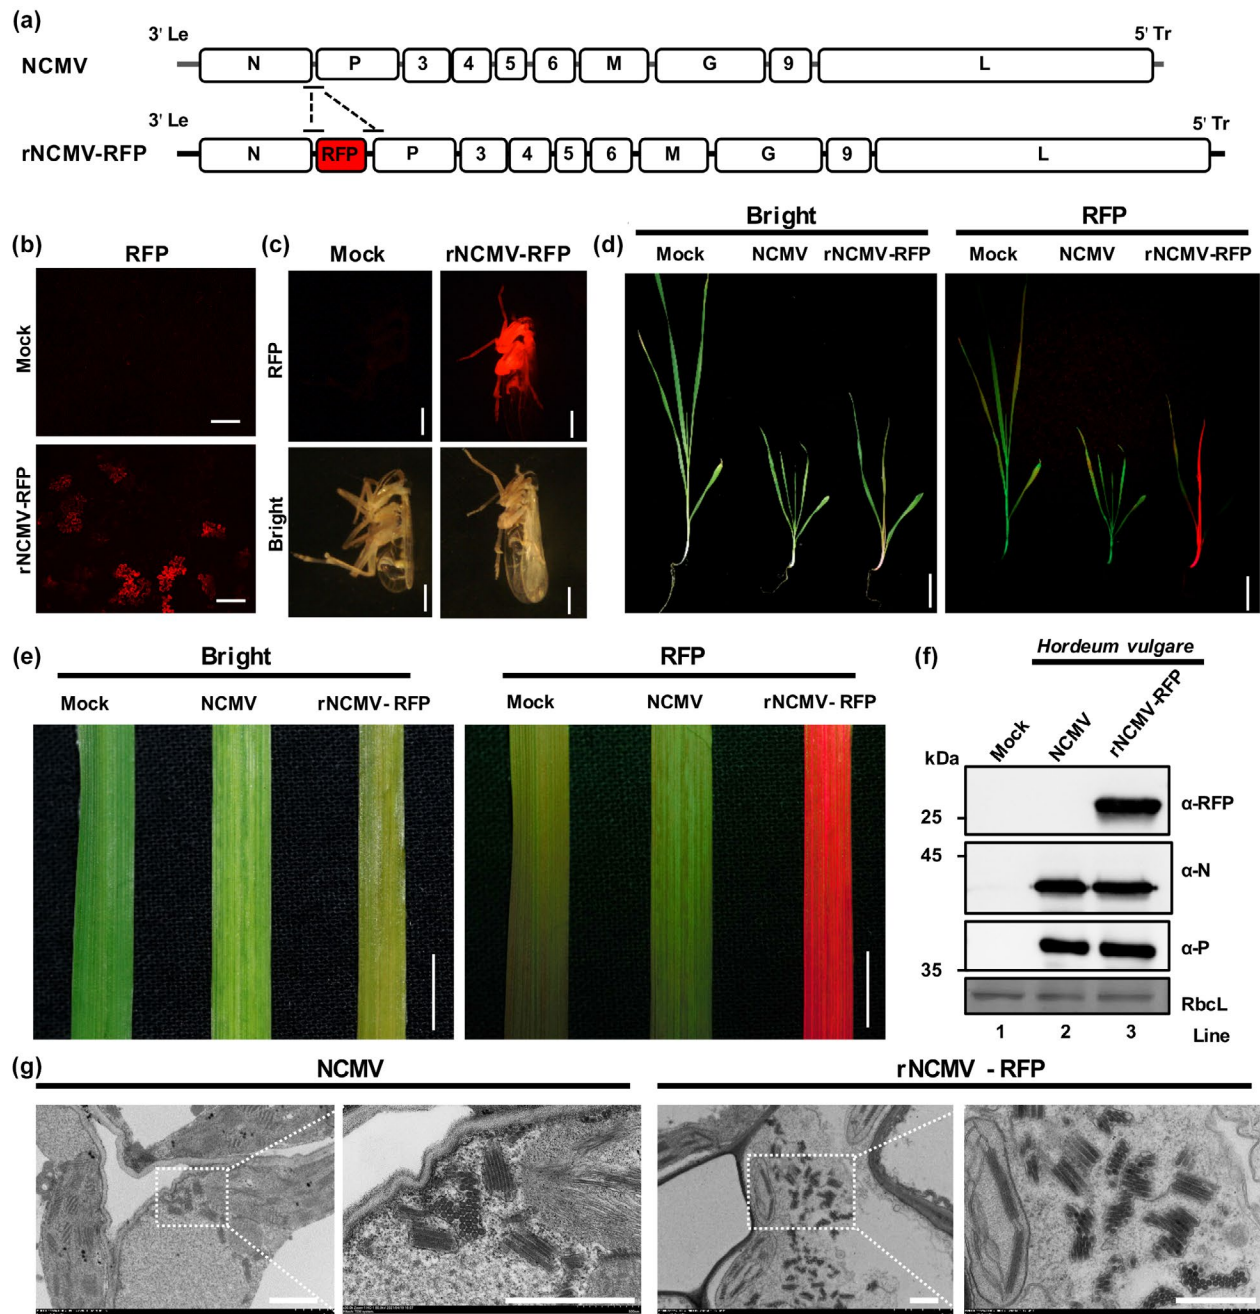 (a)
3' Le 5' Tr
NCMV N P 3 4 5 6 M G 9 L
3' Le 5' Tr
rNCMV-RFP N RFP P 3 4 5 6 M G 9 L
(b) RFP
Mock
rNCMV-RFP
(c) Mock rNCMV-RFP
RFP
Bright
(d) Bright RFP
Mock NCMV rNCMV-RFP Mock NCMV rNCMV-RFP
(e) Bright RFP
Mock NCMV rNCMV- RFP Mock NCMV rNCMV- RFP
(f) Hordeum vulgare
kDa Mock NCMV rNCMV-RFP
25 α-RFP
45 α-N
35 α-P
RbcL
1 2 3 Line
(g) NCMV rNCMV - RFP